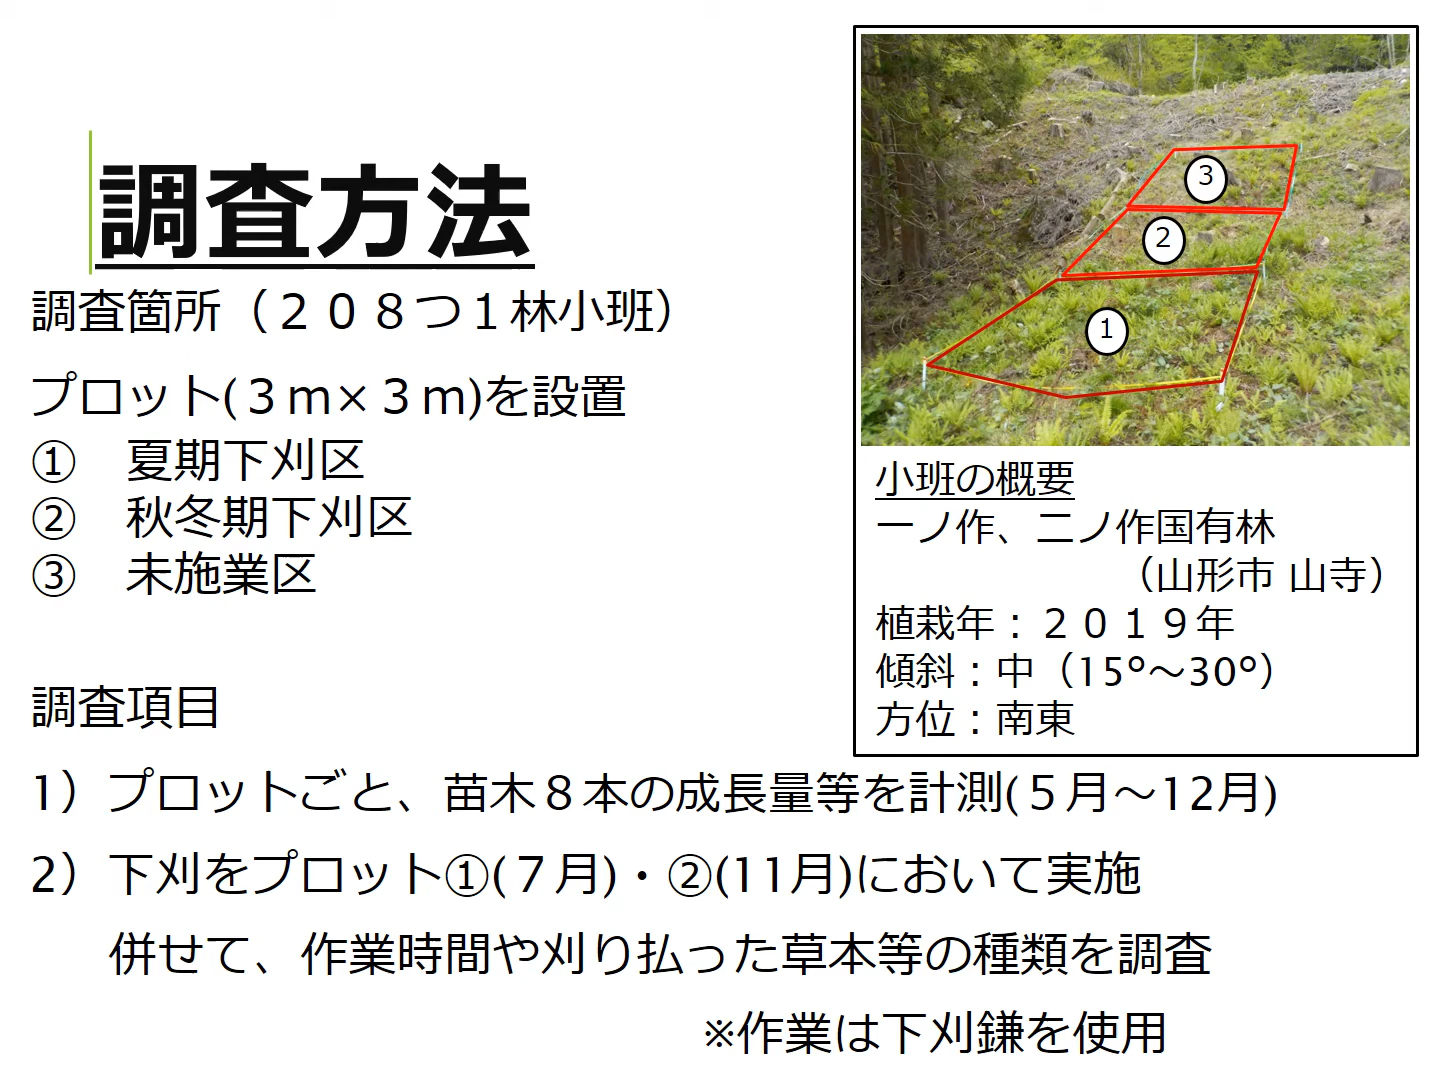 調査方法
調査箇所（２０８つ１林小班）
プロット(３ｍ×３ｍ)を設置
①　夏期下刈区
②　秋冬期下刈区
③　未施業区
調査項目
1）プロットごと、苗木８本の成長量等を計測(５月～12月)
2）下刈をプロット①(７月)・②(11月)において実施
併せて、作業時間や刈り払った草本等の種類を調査
※作業は下刈鎌を使用
3
2
1
小班の概要
一ノ作、二ノ作国有林
（山形市 山寺）
植栽年：２０１９年
傾斜：中（15°～30°）
方位：南東